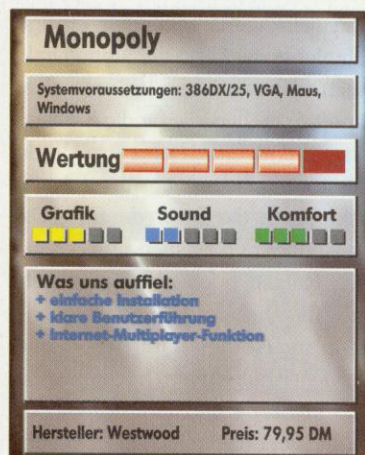 Monopoly
Systemvoraussetzungen: 386DX/25, VGA, Maus,
Windows
Wertung
Grafik Sound Komfort
Was uns auffiel:
+ einfache Installation
+ klare Benutzerführung
+ Internet-Multiplayer-Funktion
Hersteller: Westwood Preis: 79,95 DM